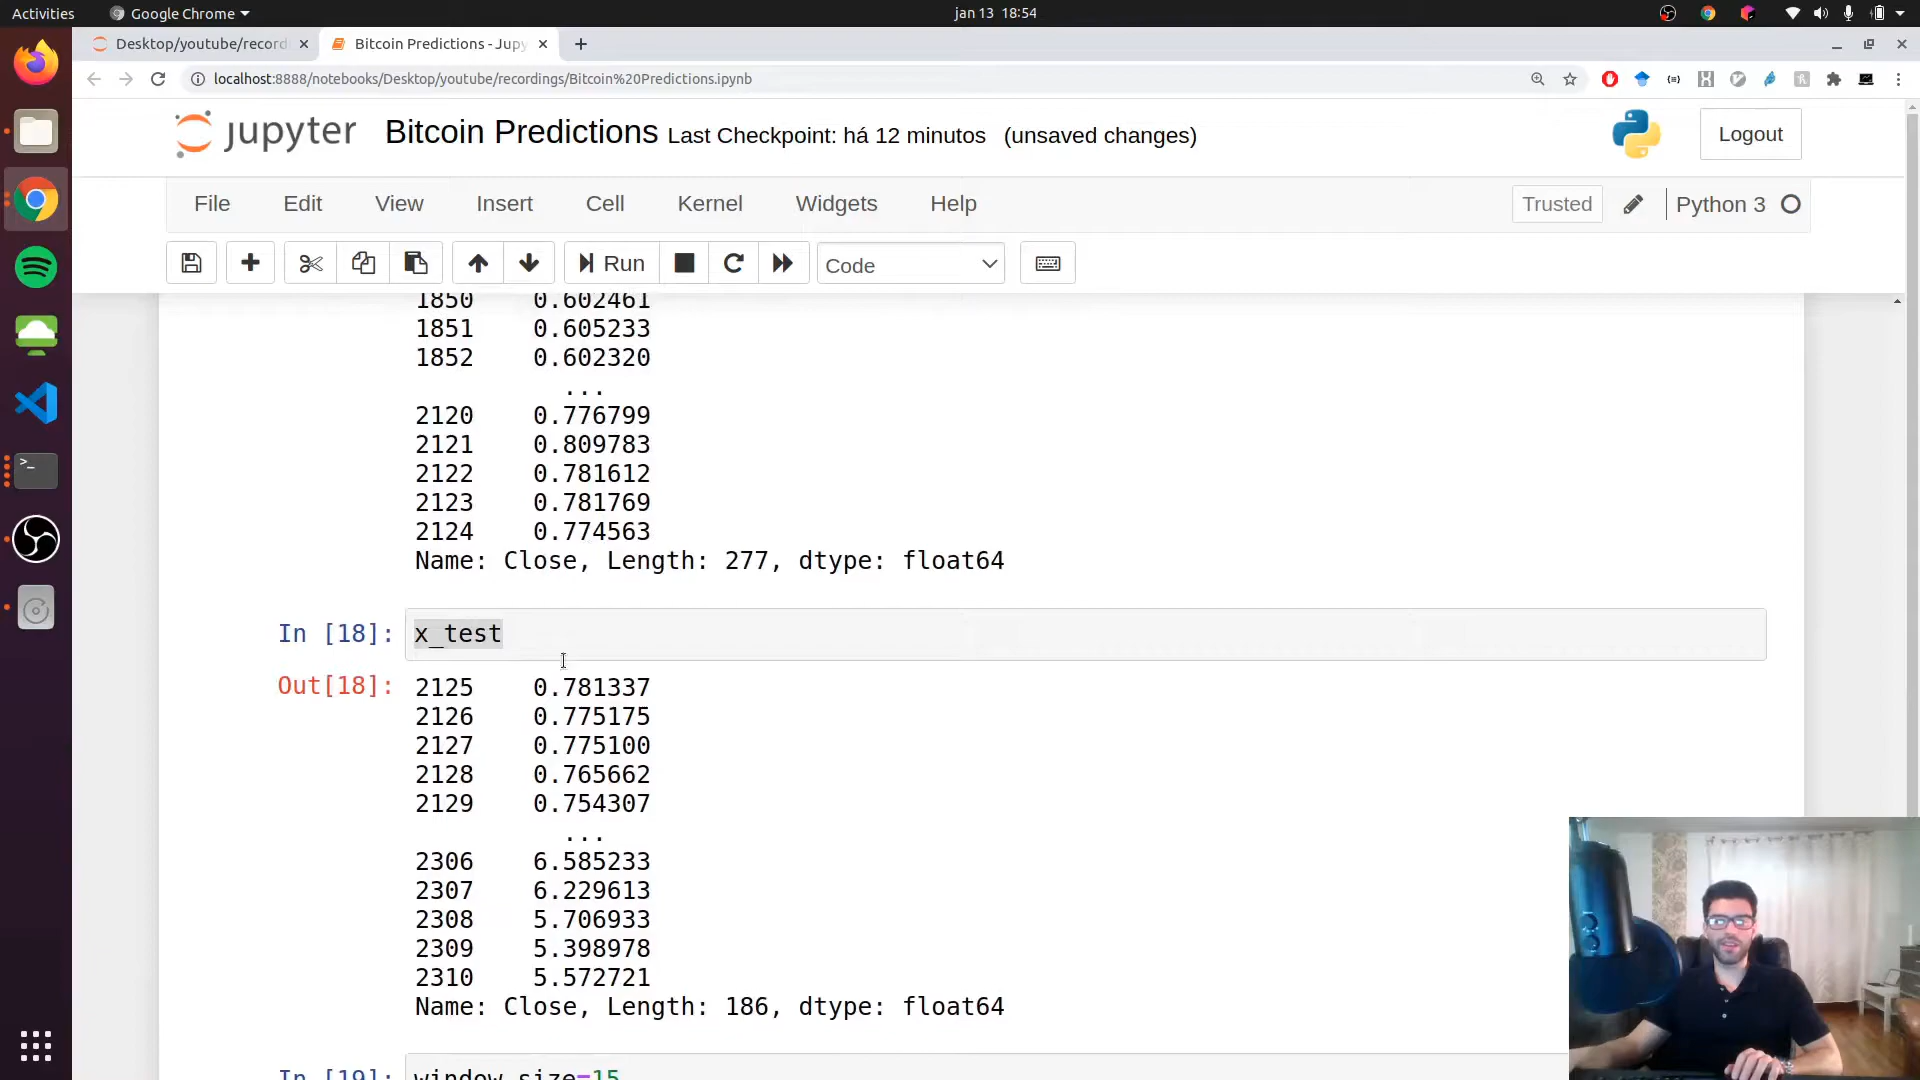 Activities
Google Chrome
jan 13 18:54
Desktop/youtube/record
Bitcoin Predictions - Jupy
localhost:8888/notebooks/Desktop/youtube/recordings/Bitcoin%20Predictions.ipynb
jupyter Bitcoin Predictions Last Checkpoint: há 12 minutos (unsaved changes)
Logout
File Edit View Insert Cell Kernel Widgets Help
Trusted
Python 3
Run
Code
1850 0.602461
1851 0.605233
1852 0.602320
...
2120 0.776799
2121 0.809783
2122 0.781612
2123 0.781769
2124 0.774563
Name: Close, Length: 277, dtype: float64
In [18]: x_test
Out[18]: 2125 0.781337
2126 0.775175
2127 0.775100
2128 0.765662
2129 0.754307
...
2306 6.585233
2307 6.229613
2308 5.706933
2309 5.398978
2310 5.572721
Name: Close, Length: 186, dtype: float64
In [19]: window_size=15